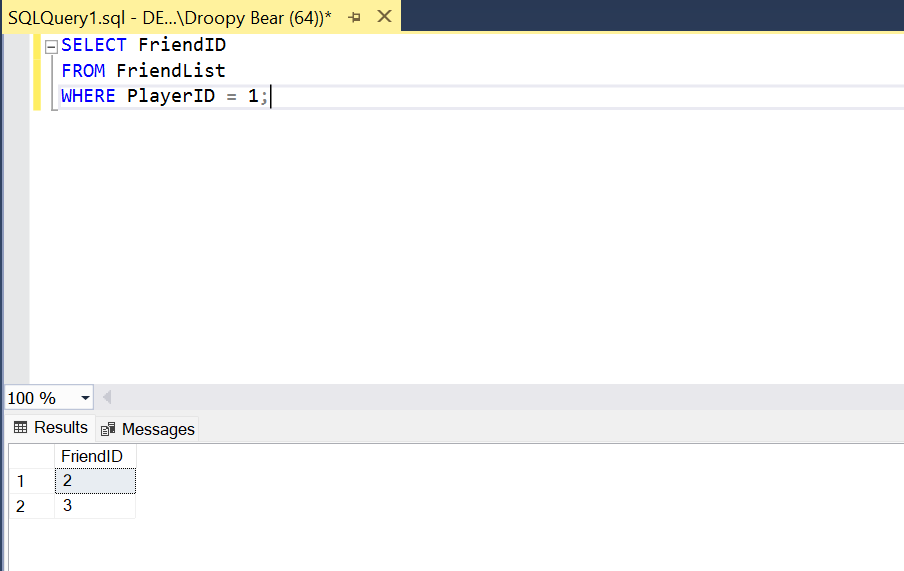 SQLQuery1.sql - DE...\Droopy Bear (64))*
SELECT FriendID
FROM FriendList
WHERE PlayerID = 1;
100 %
Results Messages
FriendID
1 2
2 3